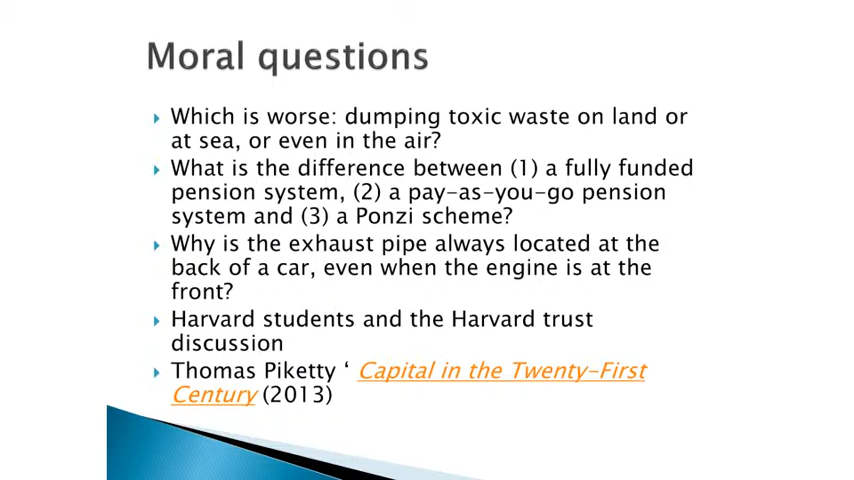 Moral questions
Which is worse: dumping toxic waste on land or
at sea, or even in the air?
What is the difference between (1) a fully funded
pension system, (2) a pay-as-you-go pension
system and (3) a Ponzi scheme?
Why is the exhaust pipe always located at the
back of a car, even when the engine is at the
front?
Harvard students and the Harvard trust
discussion
Thomas Piketty ‘ Capital in the Twenty-First
Century (2013)